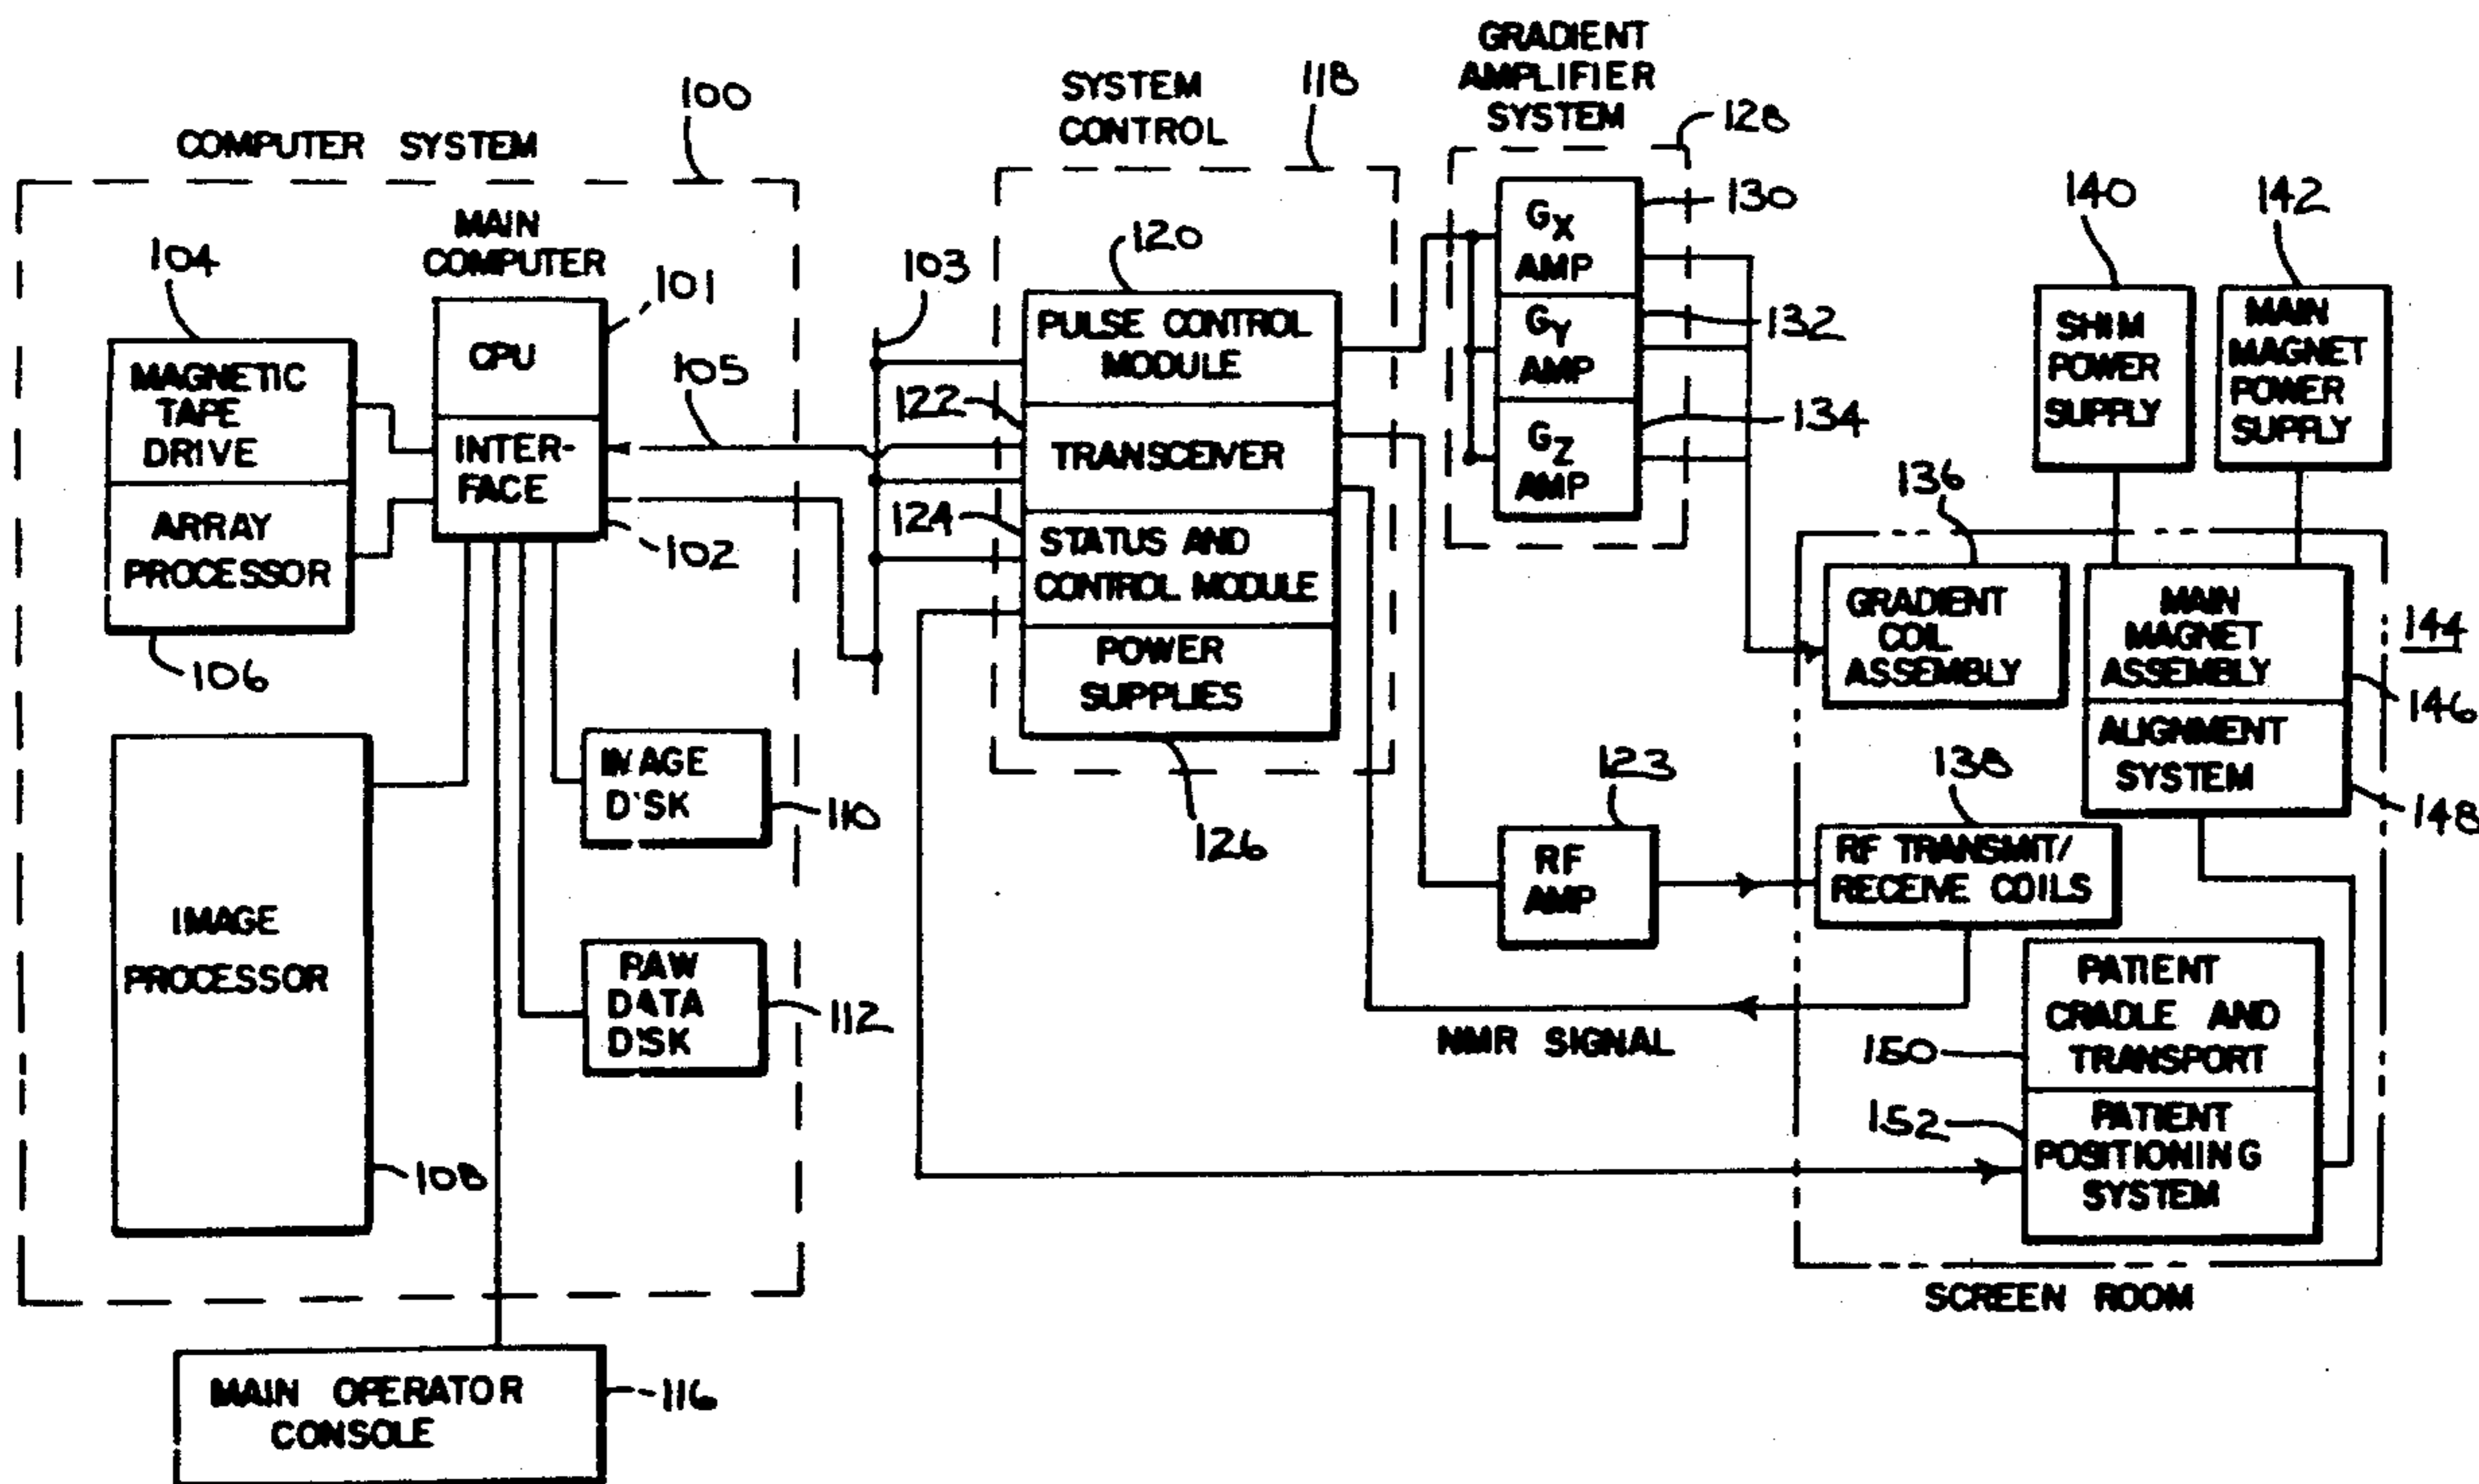 GRADIENT
AMPLIFIER
SYSTEM
128
SYSTEM
CONTROL
118
100
COMPUTER SYSTEM
MAIN
COMPUTER
104
101
MAGNETIC
TAPE
DRIVE
ARRAY
PROCESSOR
106
CPU
INTER-
FACE
102
105
103
120
PULSE CONTROL
MODULE
122
TRANSCEIVER
124
STATUS AND
CONTROL MODULE
POWER
SUPPLIES
126
GX
AMP
130
GY
AMP
132
GZ
AMP
134
140
142
SHIM
POWER
SUPPLY
MAIN
MAGNET
POWER
SUPPLY
136
GRADIENT
COIL
ASSEMBLY
MAIN
MAGNET
ASSEMBLY
144
146
ALIGNMENT
SYSTEM
148
IMAGE
PROCESSOR
108
IMAGE
DISK
110
RAW
DATA
DISK
112
123
RF
AMP
138
RF TRANSMIT/
RECEIVE COILS
NMR SIGNAL
PATIENT
CRADLE AND
TRANSPORT
150
152
PATIENT
POSITIONING
SYSTEM
SCREEN ROOM
MAIN OPERATOR
CONSOLE
116